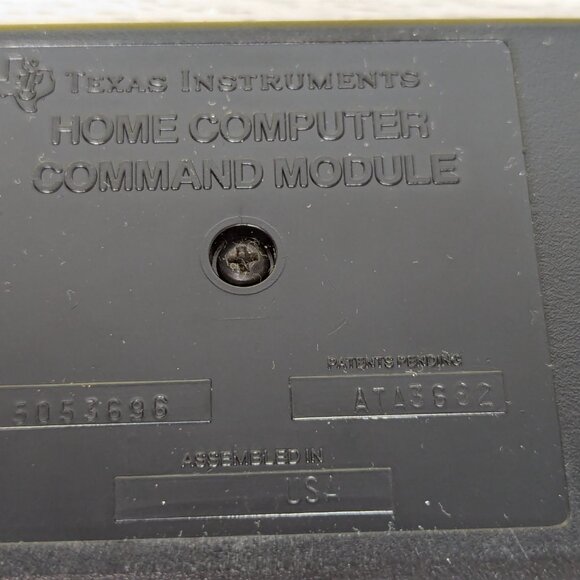 TEXAS INSTRUMENTS
HOME COMPUTER
COMMAND MODULE
PATENTS PENDING
5053696
ATA3682
ASSEMBLED IN
USA